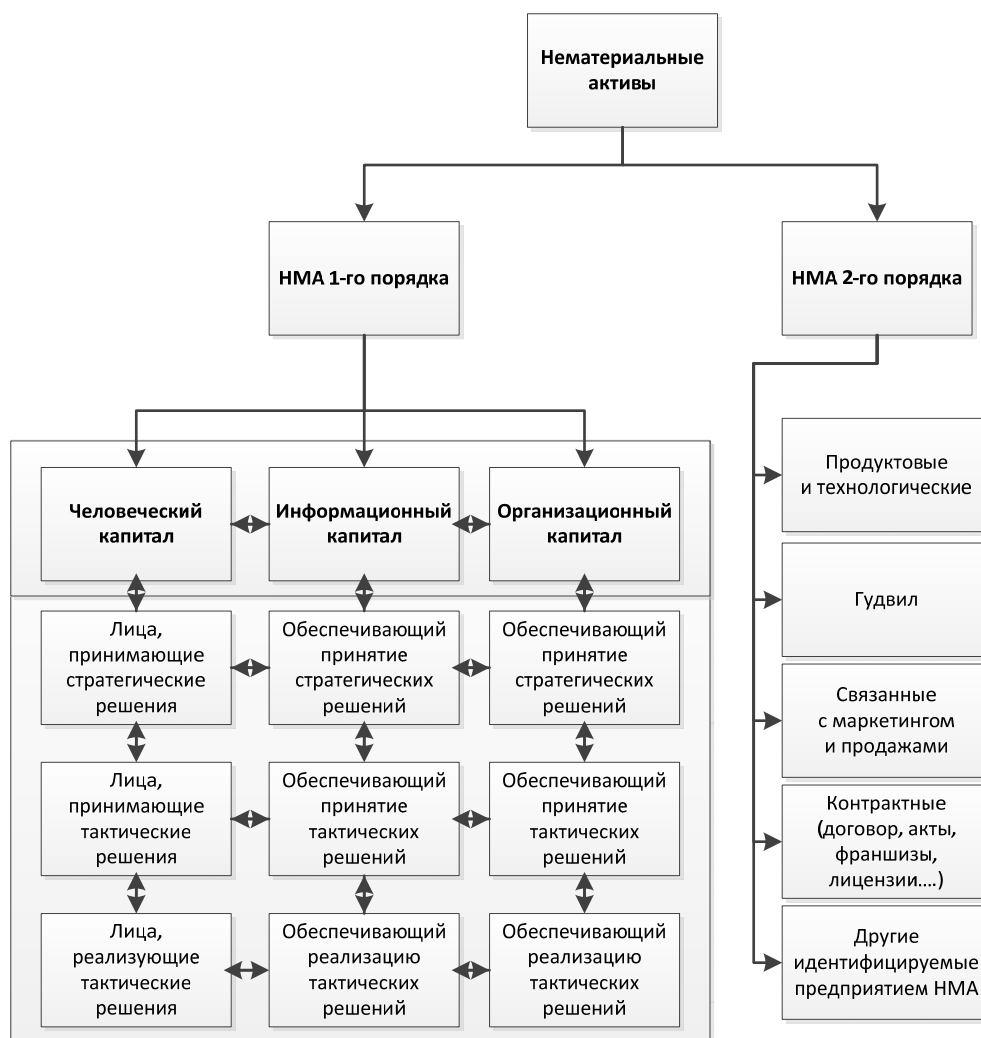 Нематериальные
активы
НМА 1-го порядка
НМА 2-го порядка
Человеческий
капитал
Информационный
капитал
Организационный
капитал
Лица,
принимающие
стратегические
решения
Обеспечивающий
принятие
стратегических
решений
Обеспечивающий
принятие
стратегических
решений
Лица,
принимающие
тактические
решения
Обеспечивающий
принятие
тактических
решений
Обеспечивающий
принятие
тактических
решений
Лица,
реализующие
тактические
решения
Обеспечивающий
реализацию
тактических
решений
Обеспечивающий
реализацию
тактических
решений
Продуктовые
и технологические
Гудвил
Связанные
с маркетингом
и продажами
Контрактные
(договор, акты,
франшизы,
лицензии....)
Другие
идентифицируемые
предприятием НМА